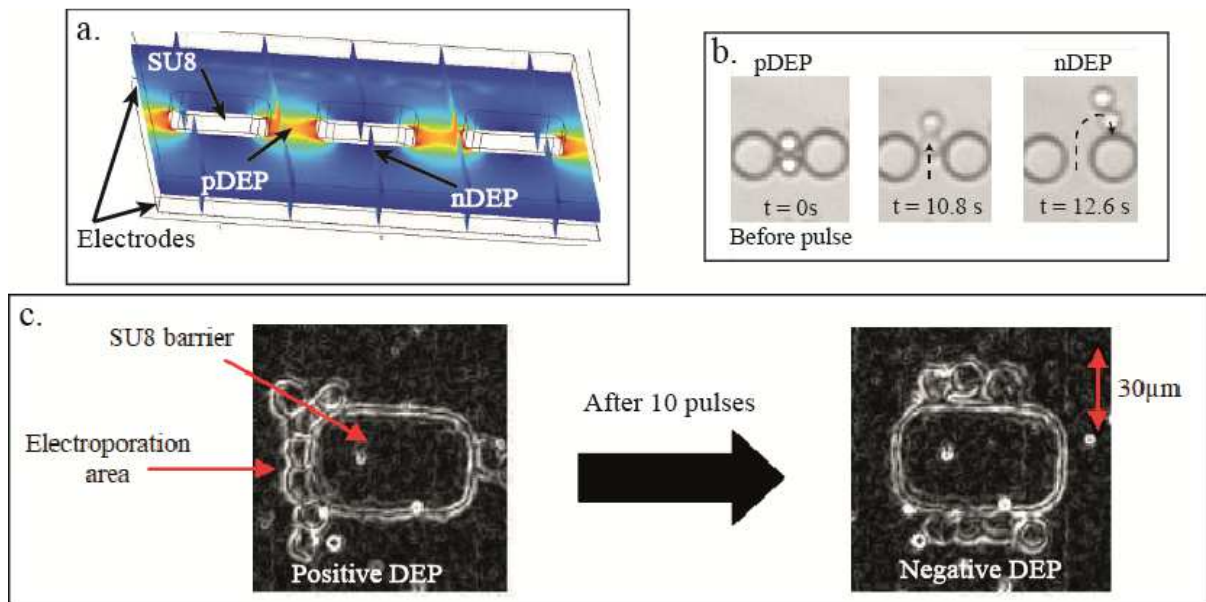 a.
SU8
pDEP
nDEP
Electrodes
b.
pDEP
nDEP
t = 0s
t = 10.8 s
t = 12.6 s
Before pulse
c.
SU8 barrier
Electroporation
area
Positive DEP
After 10 pulses
30µm
Negative DEP